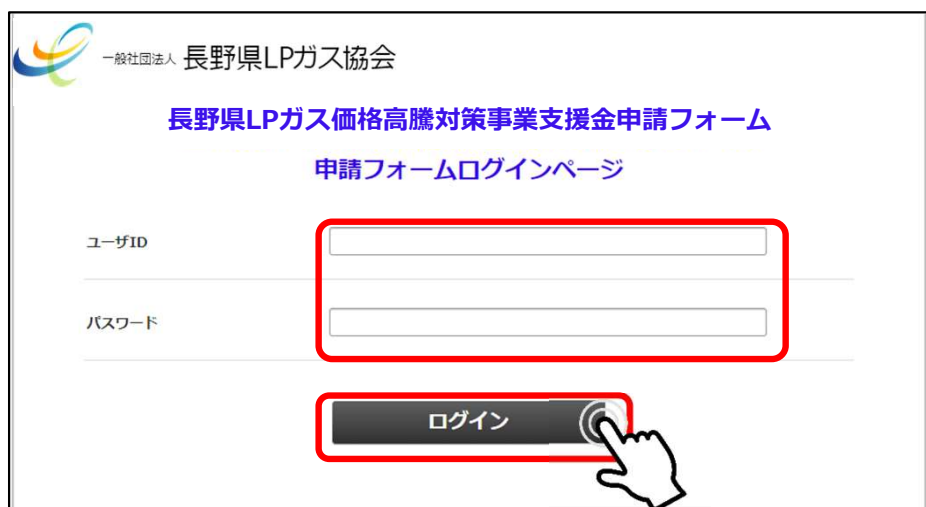 一般社団法人 長野県LPガス協会
長野県LPガス価格高騰対策事業支援金申請フォーム
申請フォームログインページ
ユーザID
パスワード
ログイン